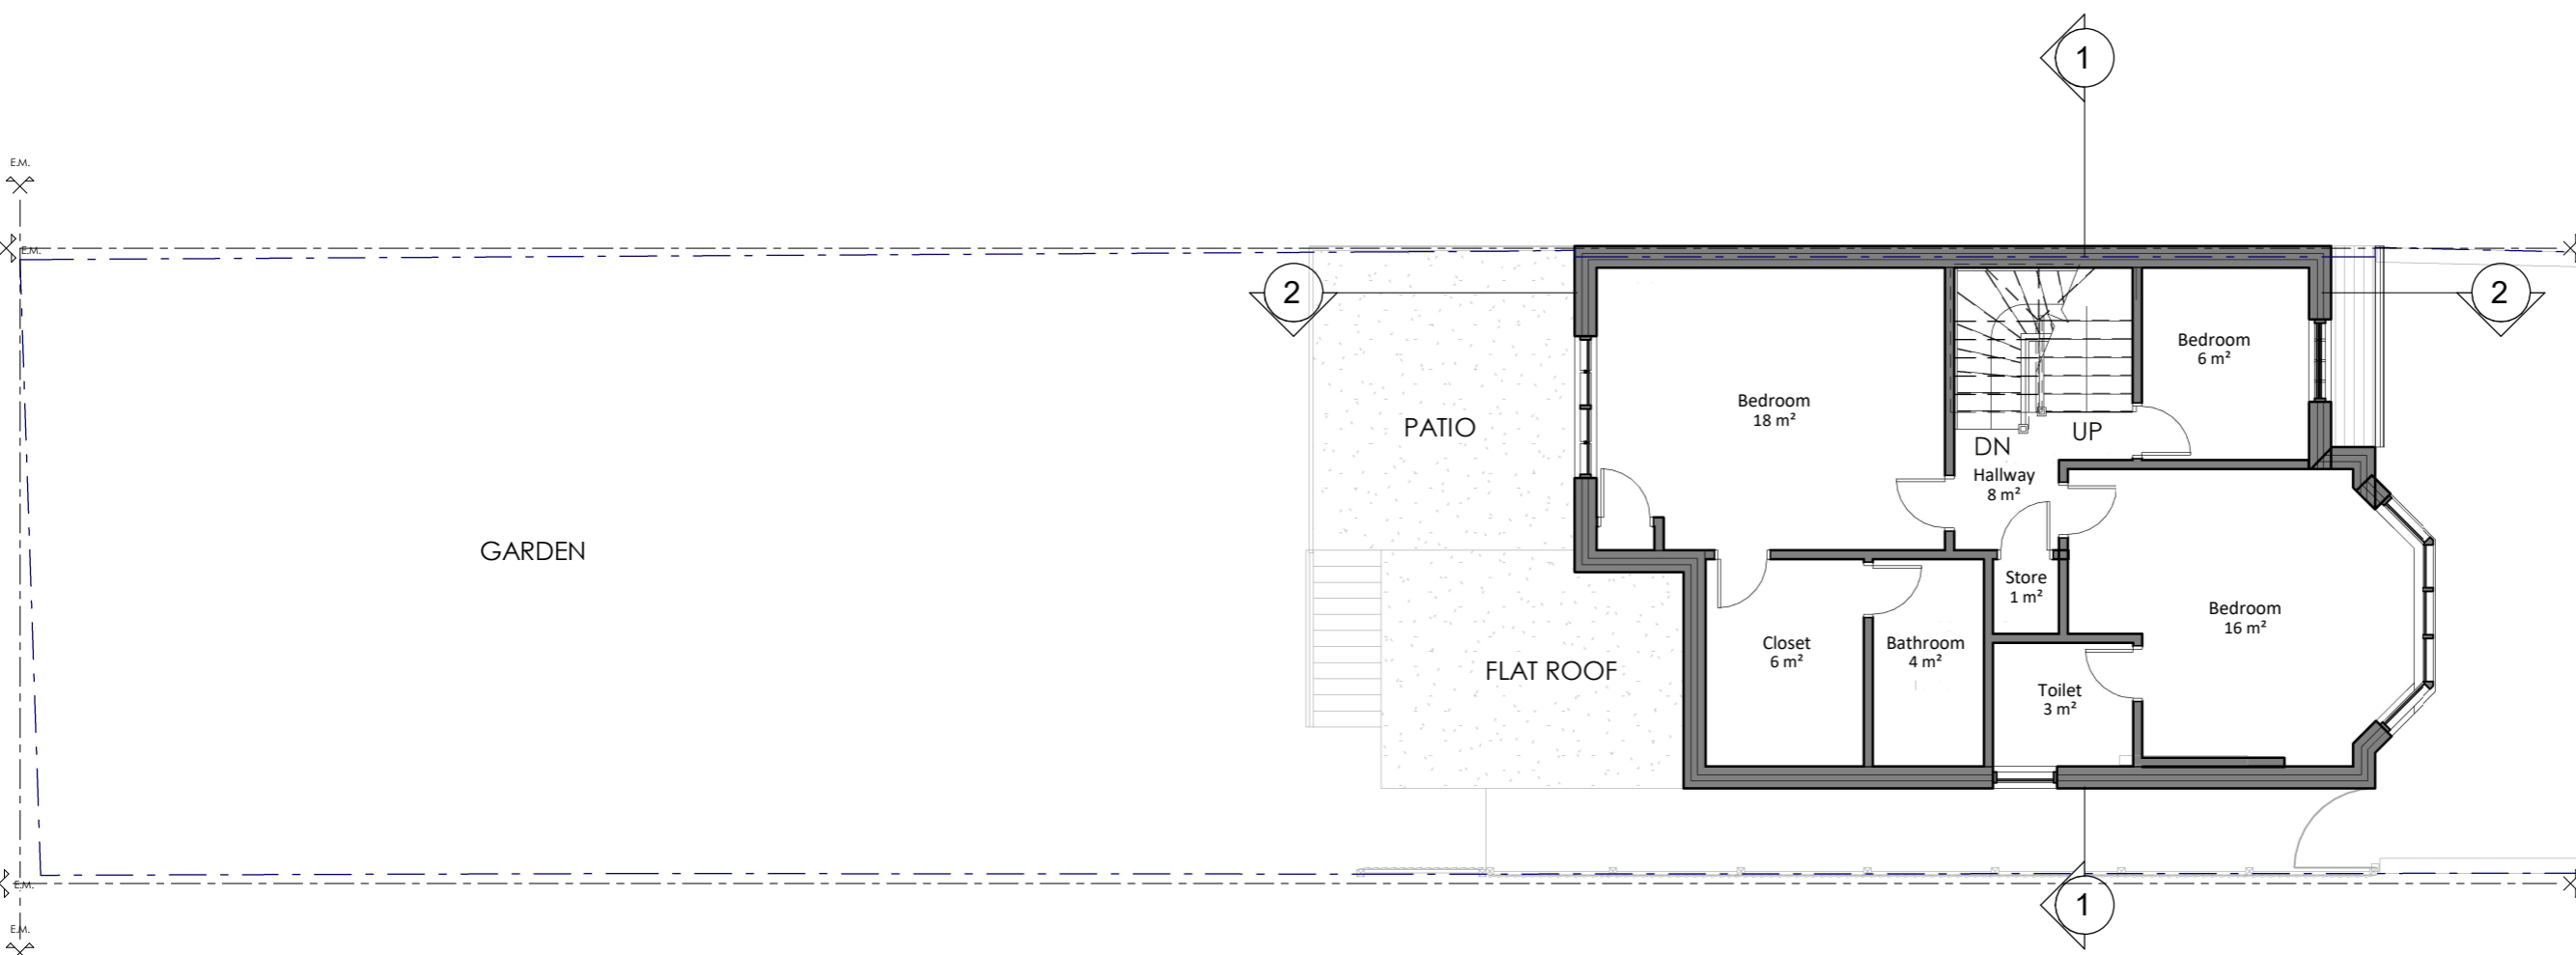 1
E.M.
E.M.
2
2
Bedroom
6 m²
Bedroom
18 m²
PATIO
UP
DN
Hallway
8 m²
GARDEN
Store
1 m²
Bedroom
16 m²
Closet
6 m²
Bathroom
4 m²
FLAT ROOF
Toilet
3 m²
E.M.
1
E.M.